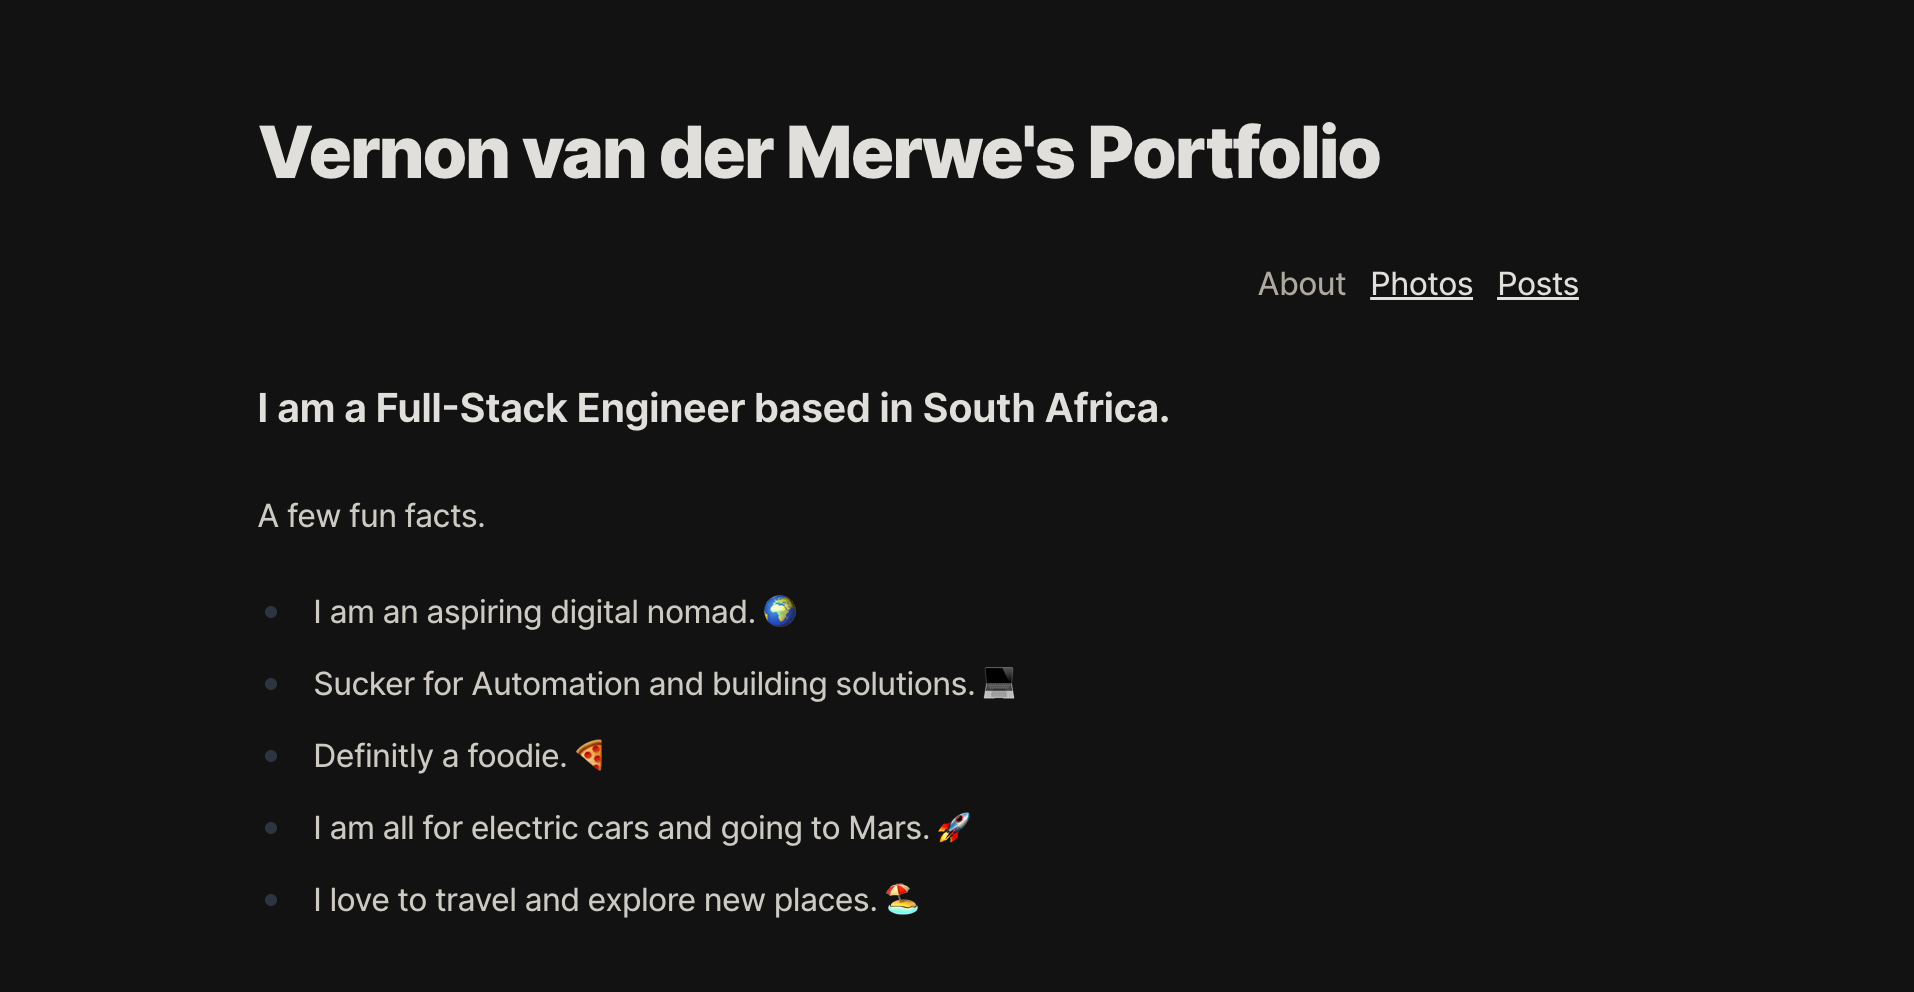 Vernon van der Merwe's Portfolio
About Photos Posts
I am a Full-Stack Engineer based in South Africa.
A few fun facts.
I am an aspiring digital nomad. 🌍
Sucker for Automation and building solutions. 💻
Definitly a foodie. 🍕
I am all for electric cars and going to Mars. 🚀
I love to travel and explore new places. 🏖️